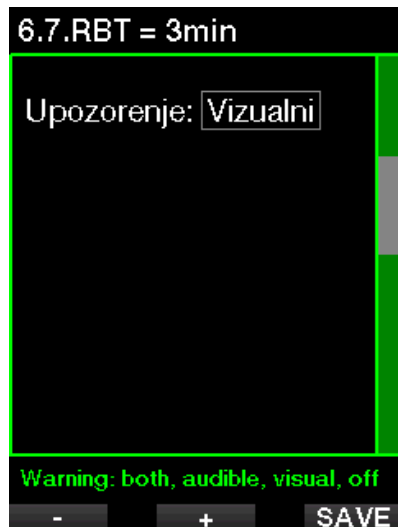 6.7.RBT = 3min
Upozorenje: Vizualni
Warning: both, audible, visual, off
- + SAVE